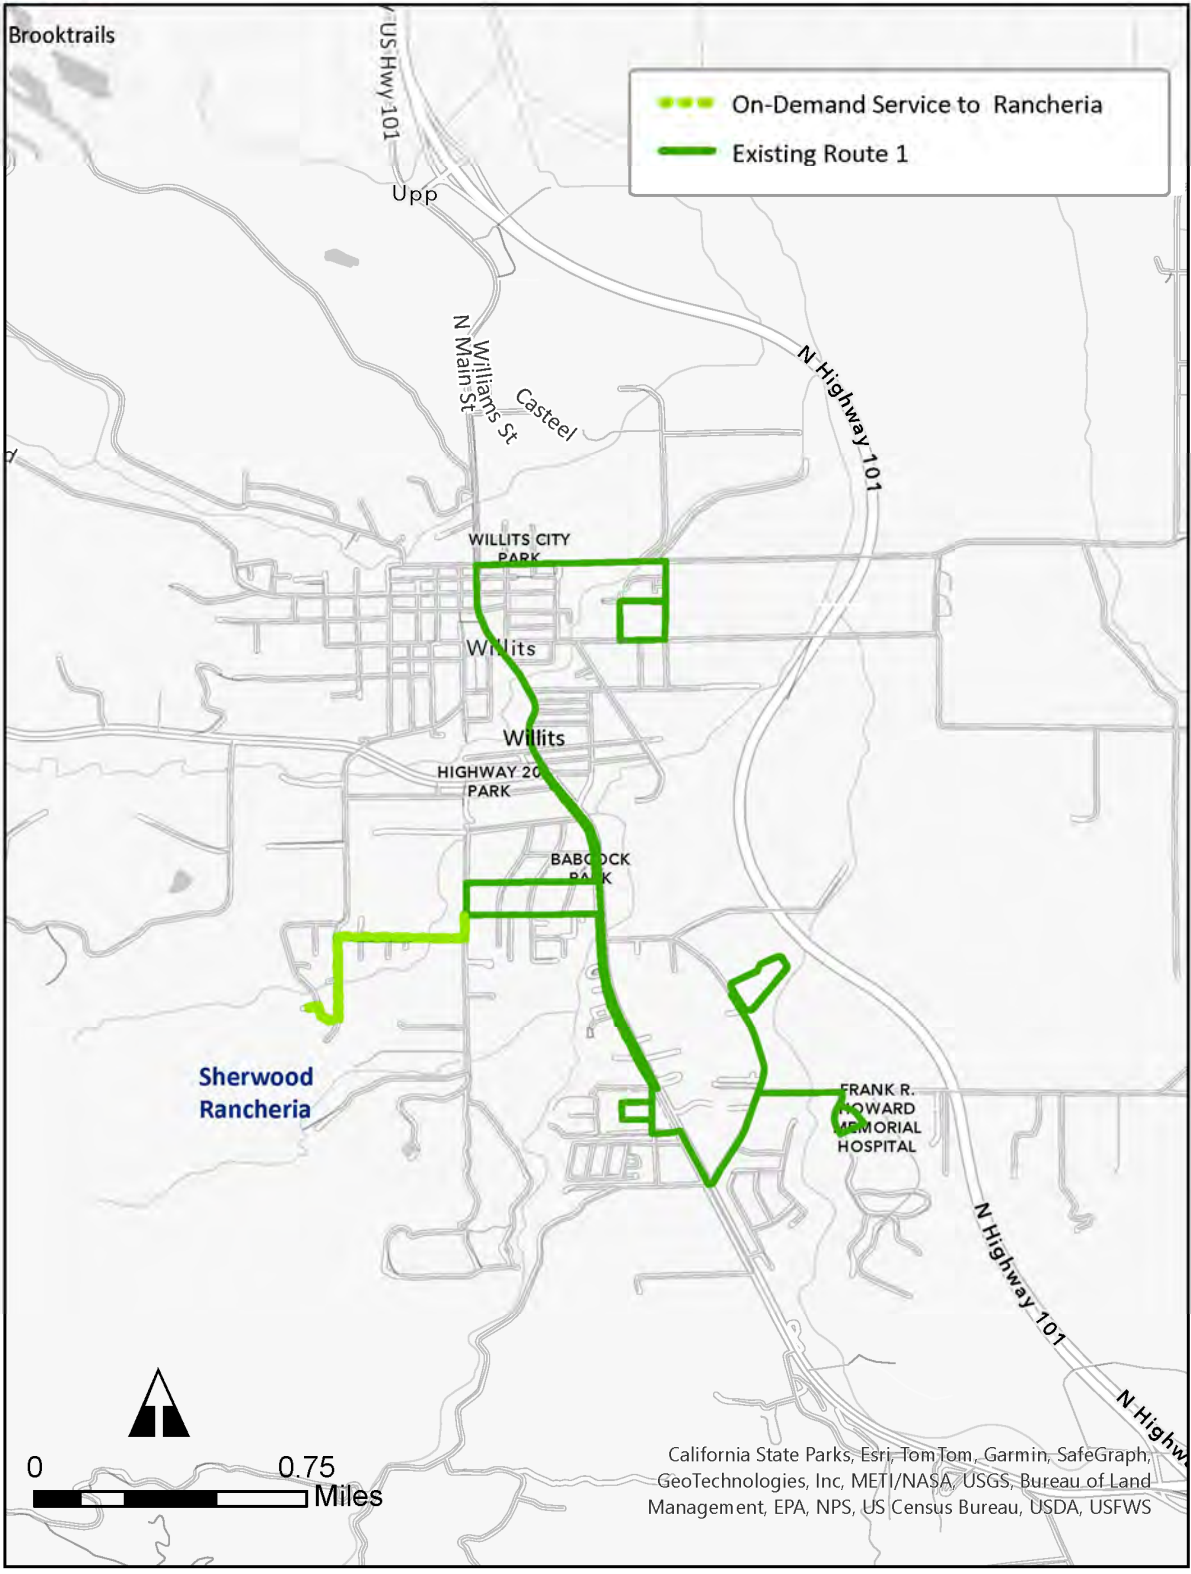 Brooktrails
US Hwy 101
On-Demand Service to Rancheria
Existing Route 1
Upp
N Main St
Williams St
Casteel
N Highway 101
WILLITS CITY
PARK
Willits
Willits
HIGHWAY 20
PARK
BABCOCK
PARK
Sherwood
Rancheria
FRANK R.
HOWARD
MEMORIAL
HOSPITAL
N Highway 101
N Highw
0 0.75
Miles
California State Parks, Esri, TomTom, Garmin, SafeGraph,
GeoTechnologies, Inc, METI/NASA, USGS, Bureau of Land
Management, EPA, NPS, US Census Bureau, USDA, USFWS